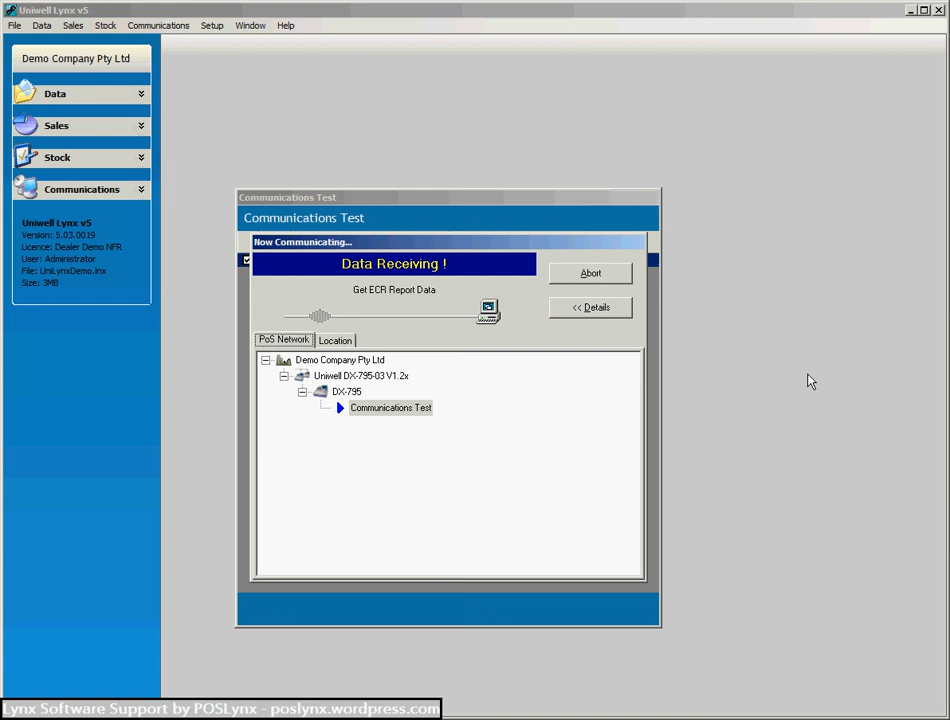 Uniwell Lynx v5
File Data Sales Stock Communications Setup Window Help
Demo Company Pty Ltd
Data
Sales
Stock
Communications
Uniwell Lynx v5
Version: 5.03.0019
Licence: Dealer Demo NFR
User: Administrator
File: UniLynxDemo.lnx
Size: 3MB
Communications Test
Communications Test
Now Communicating...
Data Receiving !
Abort
Get ECR Report Data
<< Details
PoS Network Location
Demo Company Pty Ltd
Uniwell DX-795-03 V1.2x
DX-795
Communications Test
Lynx Software Support by POSLynx - poslynx.wordpress.com